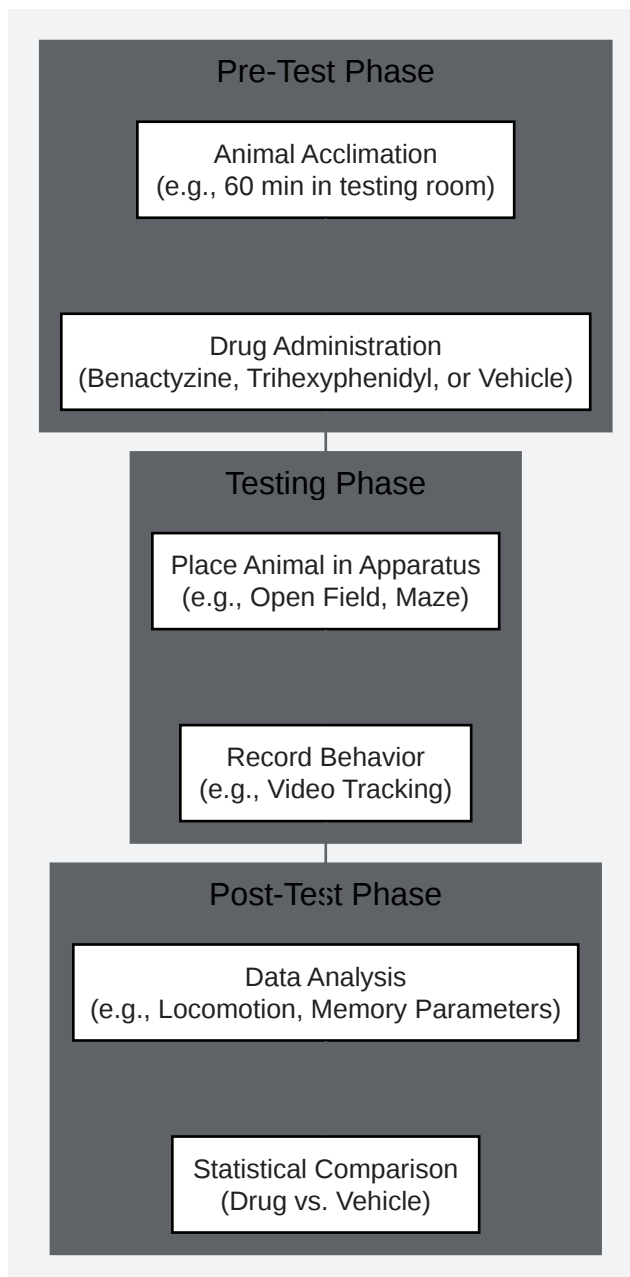 Pre-Test Phase
Animal Acclimation
(e.g., 60 min in testing room)
Drug Administration
(Benactyzine, Trihexyphenidyl, or Vehicle)
Testing Phase
Place Animal in Apparatus
(e.g., Open Field, Maze)
Record Behavior
(e.g., Video Tracking)
Post-Test Phase
Data Analysis
(e.g., Locomotion, Memory Parameters)
Statistical Comparison
(Drug vs. Vehicle)